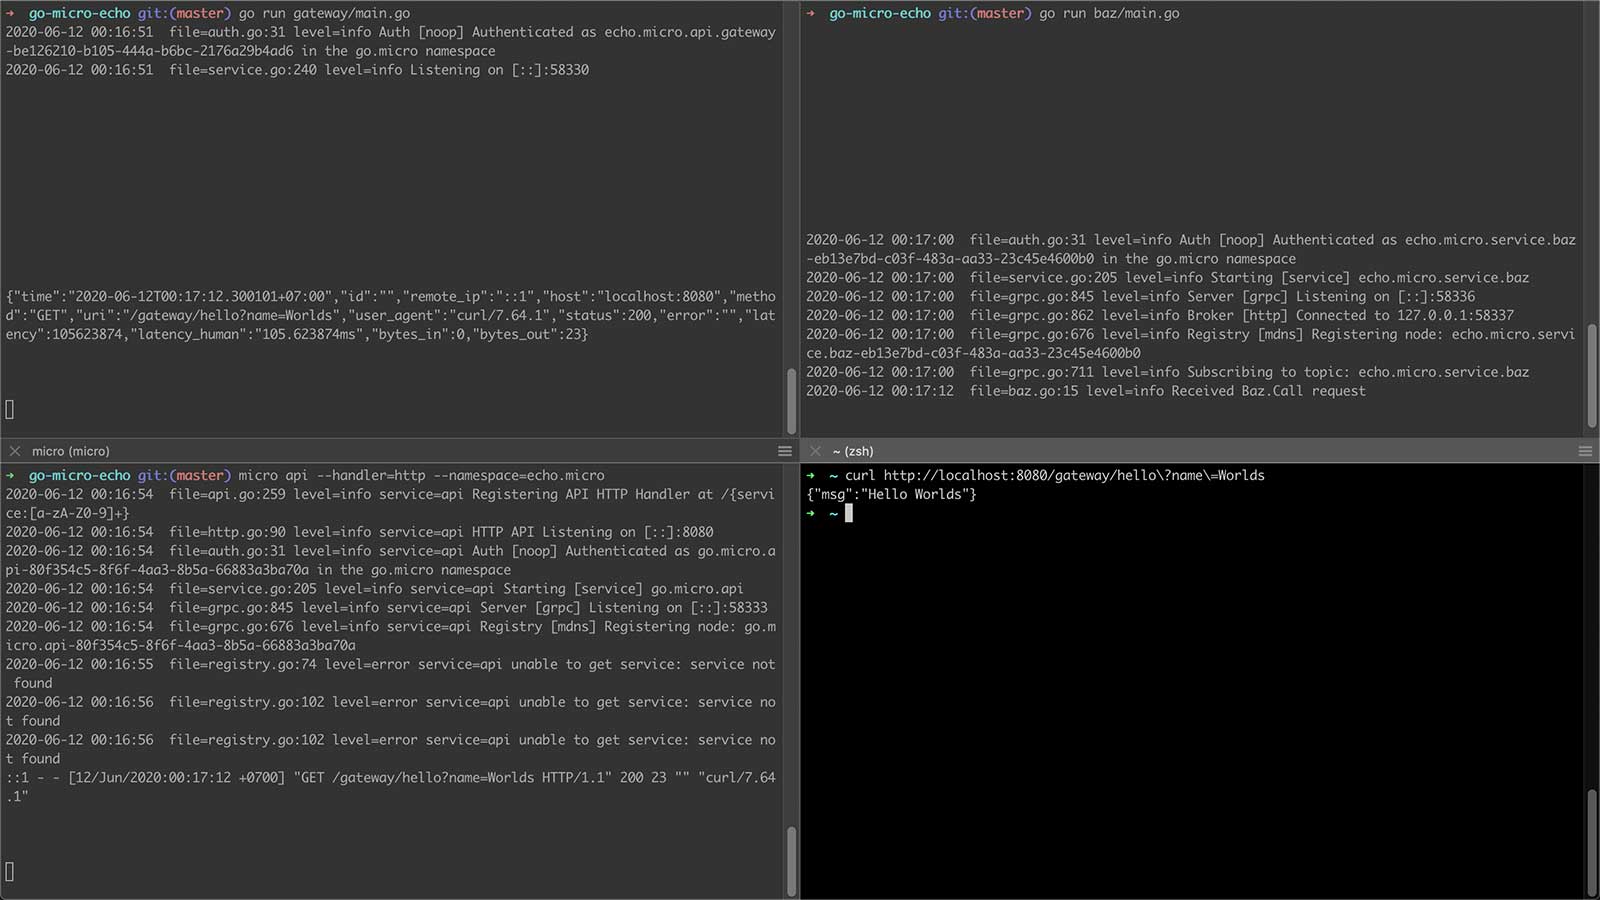 ➜  go-micro-echo git:(master) go run gateway/main.go
2020-06-12 00:16:51  file=auth.go:31 level=info Auth [noop] Authenticated as echo.micro.api.gateway
-be126210-b105-444a-b6bc-2176a29b4ad6 in the go.micro namespace
2020-06-12 00:16:51  file=service.go:240 level=info Listening on [::]:58330
{"time":"2020-06-12T00:17:12.300101+07:00","id":"","remote_ip":"::1","host":"localhost:8080","metho
d":"GET","uri":"/gateway/hello?name=Worlds","user_agent":"curl/7.64.1","status":200,"error":"","lat
ency":105623874,"latency_human":"105.623874ms","bytes_in":0,"bytes_out":23}
➜  go-micro-echo git:(master) go run baz/main.go
2020-06-12 00:17:00  file=auth.go:31 level=info Auth [noop] Authenticated as echo.micro.service.baz
-eb13e7bd-c03f-483a-aa33-23c45e4600b0 in the go.micro namespace
2020-06-12 00:17:00  file=service.go:205 level=info Starting [service] echo.micro.service.baz
2020-06-12 00:17:00  file=grpc.go:845 level=info Server [grpc] Listening on [::]:58336
2020-06-12 00:17:00  file=grpc.go:862 level=info Broker [http] Connected to 127.0.0.1:58337
2020-06-12 00:17:00  file=grpc.go:676 level=info Registry [mdns] Registering node: echo.micro.servi
ce.baz-eb13e7bd-c03f-483a-aa33-23c45e4600b0
2020-06-12 00:17:00  file=grpc.go:711 level=info Subscribing to topic: echo.micro.service.baz
2020-06-12 00:17:12  file=baz.go:15 level=info Received Baz.Call request
micro (micro)
➜  go-micro-echo git:(master) micro api --handler=http --namespace=echo.micro
2020-06-12 00:16:54  file=api.go:259 level=info service=api Registering API HTTP Handler at /{servi
ce:[a-zA-Z0-9]+}
2020-06-12 00:16:54  file=http.go:90 level=info service=api HTTP API Listening on [::]:8080
2020-06-12 00:16:54  file=auth.go:31 level=info service=api Auth [noop] Authenticated as go.micro.a
pi-80f354c5-8f6f-4aa3-8b5a-66883a3ba70a in the go.micro namespace
2020-06-12 00:16:54  file=service.go:205 level=info service=api Starting [service] go.micro.api
2020-06-12 00:16:54  file=grpc.go:845 level=info service=api Server [grpc] Listening on [::]:58333
2020-06-12 00:16:54  file=grpc.go:676 level=info service=api Registry [mdns] Registering node: go.m
icro.api-80f354c5-8f6f-4aa3-8b5a-66883a3ba70a
2020-06-12 00:16:55  file=registry.go:74 level=error service=api unable to get service: service not
 found
2020-06-12 00:16:56  file=registry.go:102 level=error service=api unable to get service: service no
t found
2020-06-12 00:16:56  file=registry.go:102 level=error service=api unable to get service: service no
t found
::1 - - [12/Jun/2020:00:17:12 +0700] "GET /gateway/hello?name=Worlds HTTP/1.1" 200 23 "" "curl/7.64
.1"
~ (zsh)
➜  ~ curl http://localhost:8080/gateway/hello\?name\=Worlds
{"msg":"Hello Worlds"}
➜  ~